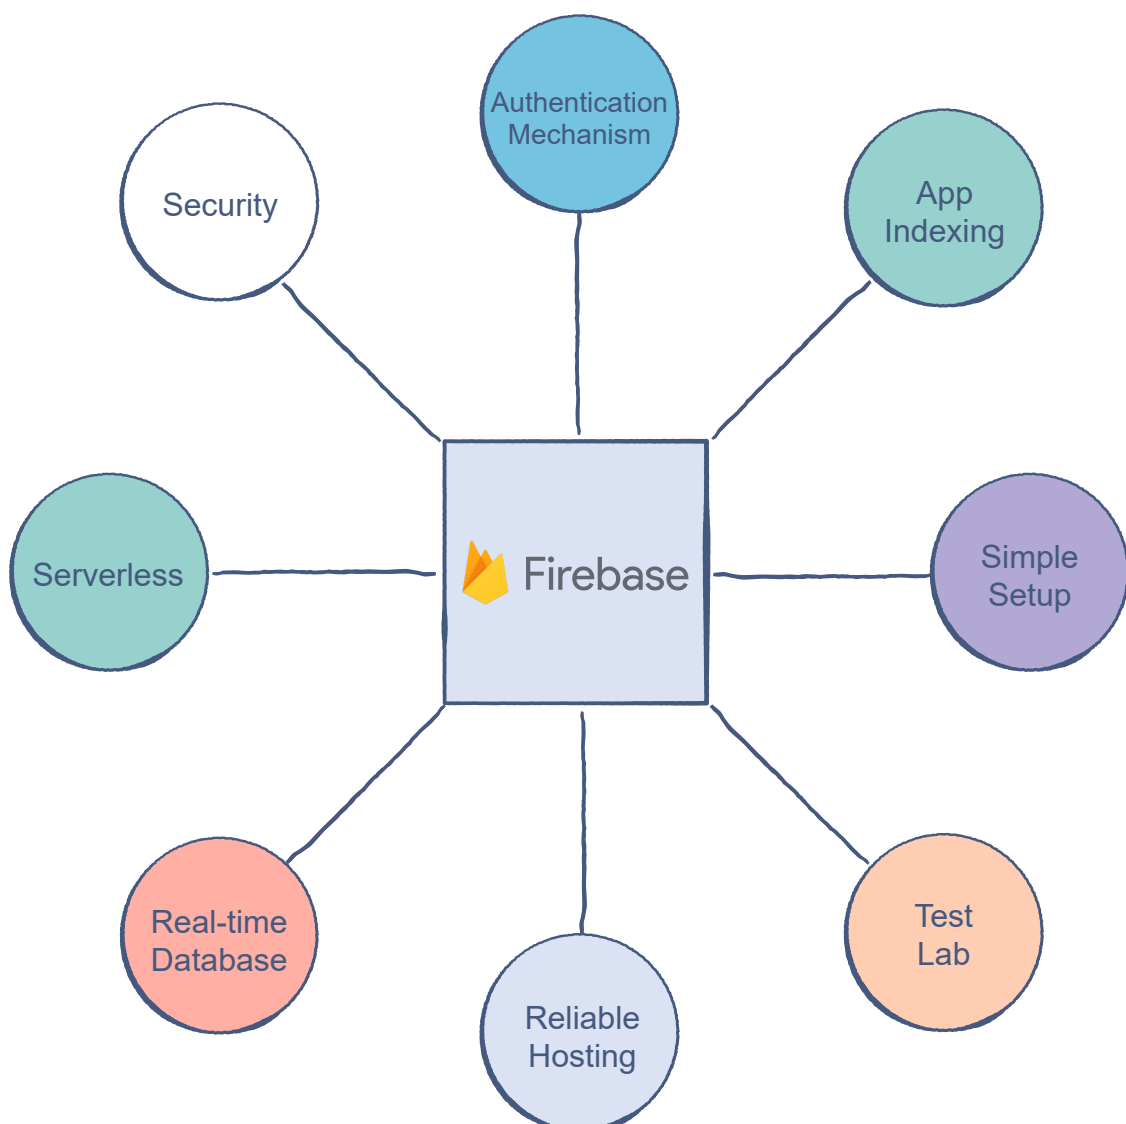 Authentication
Mechanism
Security
App
Indexing
Serverless
Firebase
Simple
Setup
Real-time
Database
Test
Lab
Reliable
Hosting